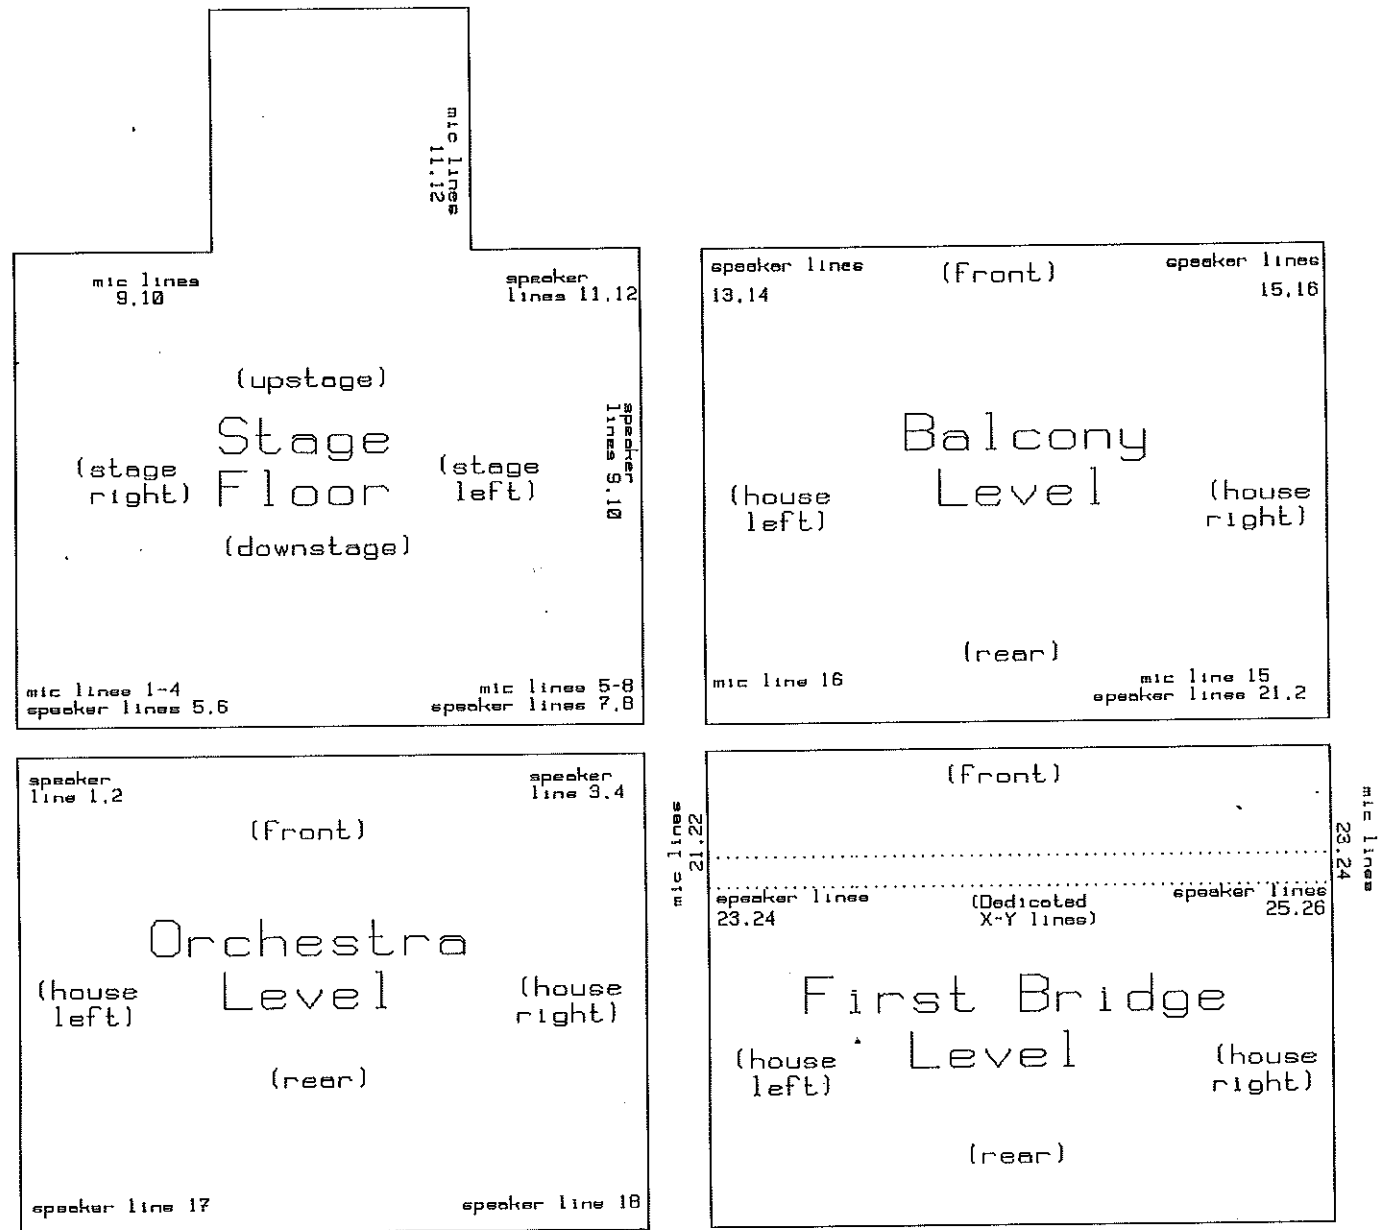 mic lines
11,12
mic lines
9,10
speaker
lines 11,12
(upstage)
Stage
Floor
(stage
right)
(stage
left)
speaker
lines 9,10
(downstage)
mic lines 1-4
speaker lines 5,6
mic lines 5-8
speaker lines 7,8
speaker lines
13,14
(front)
speaker lines
15,16
Balcony
Level
(house
left)
(house
right)
(rear)
mic line 16
mic line 15
speaker lines 21,2
speaker
line 1,2
speaker
line 3,4
(front)
Orchestra
Level
(house
left)
(house
right)
(rear)
speaker line 17
speaker line 18
(front)
mic lines
21,22
mic lines
23,24
speaker lines
23,24
(Dedicated
X-Y lines)
speaker lines
25,26
First Bridge
Level
(house
left)
(house
right)
(rear)